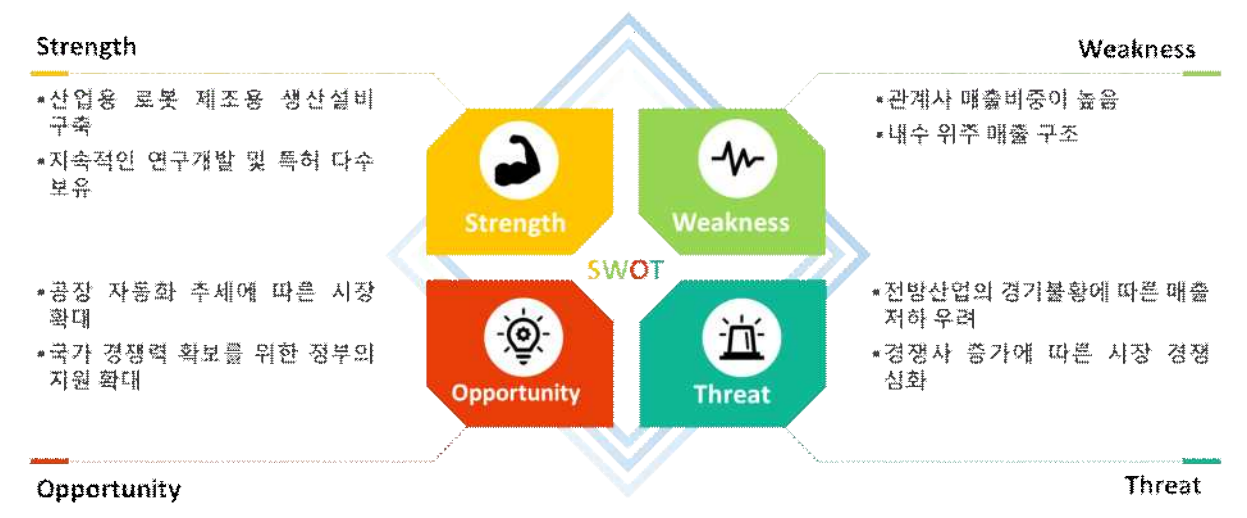 Strength
•산업용 로봇 제조용 생산설비
구축
•지속적인 연구개발 및 특허 다수
보유
Weakness
•관계사 매출비중이 높음
•내수 위주 매출 구조
Strength
Weakness
SWOT
Opportunity
Threat
•공장 자동화 추세에 따른 시장
확대
•국가 경쟁력 확보를 위한 정부의
지원 확대
Opportunity
•전방산업의 경기불황에 따른 매출
저하 우려
•경쟁사 증가에 따른 시장 경쟁
심화
Threat